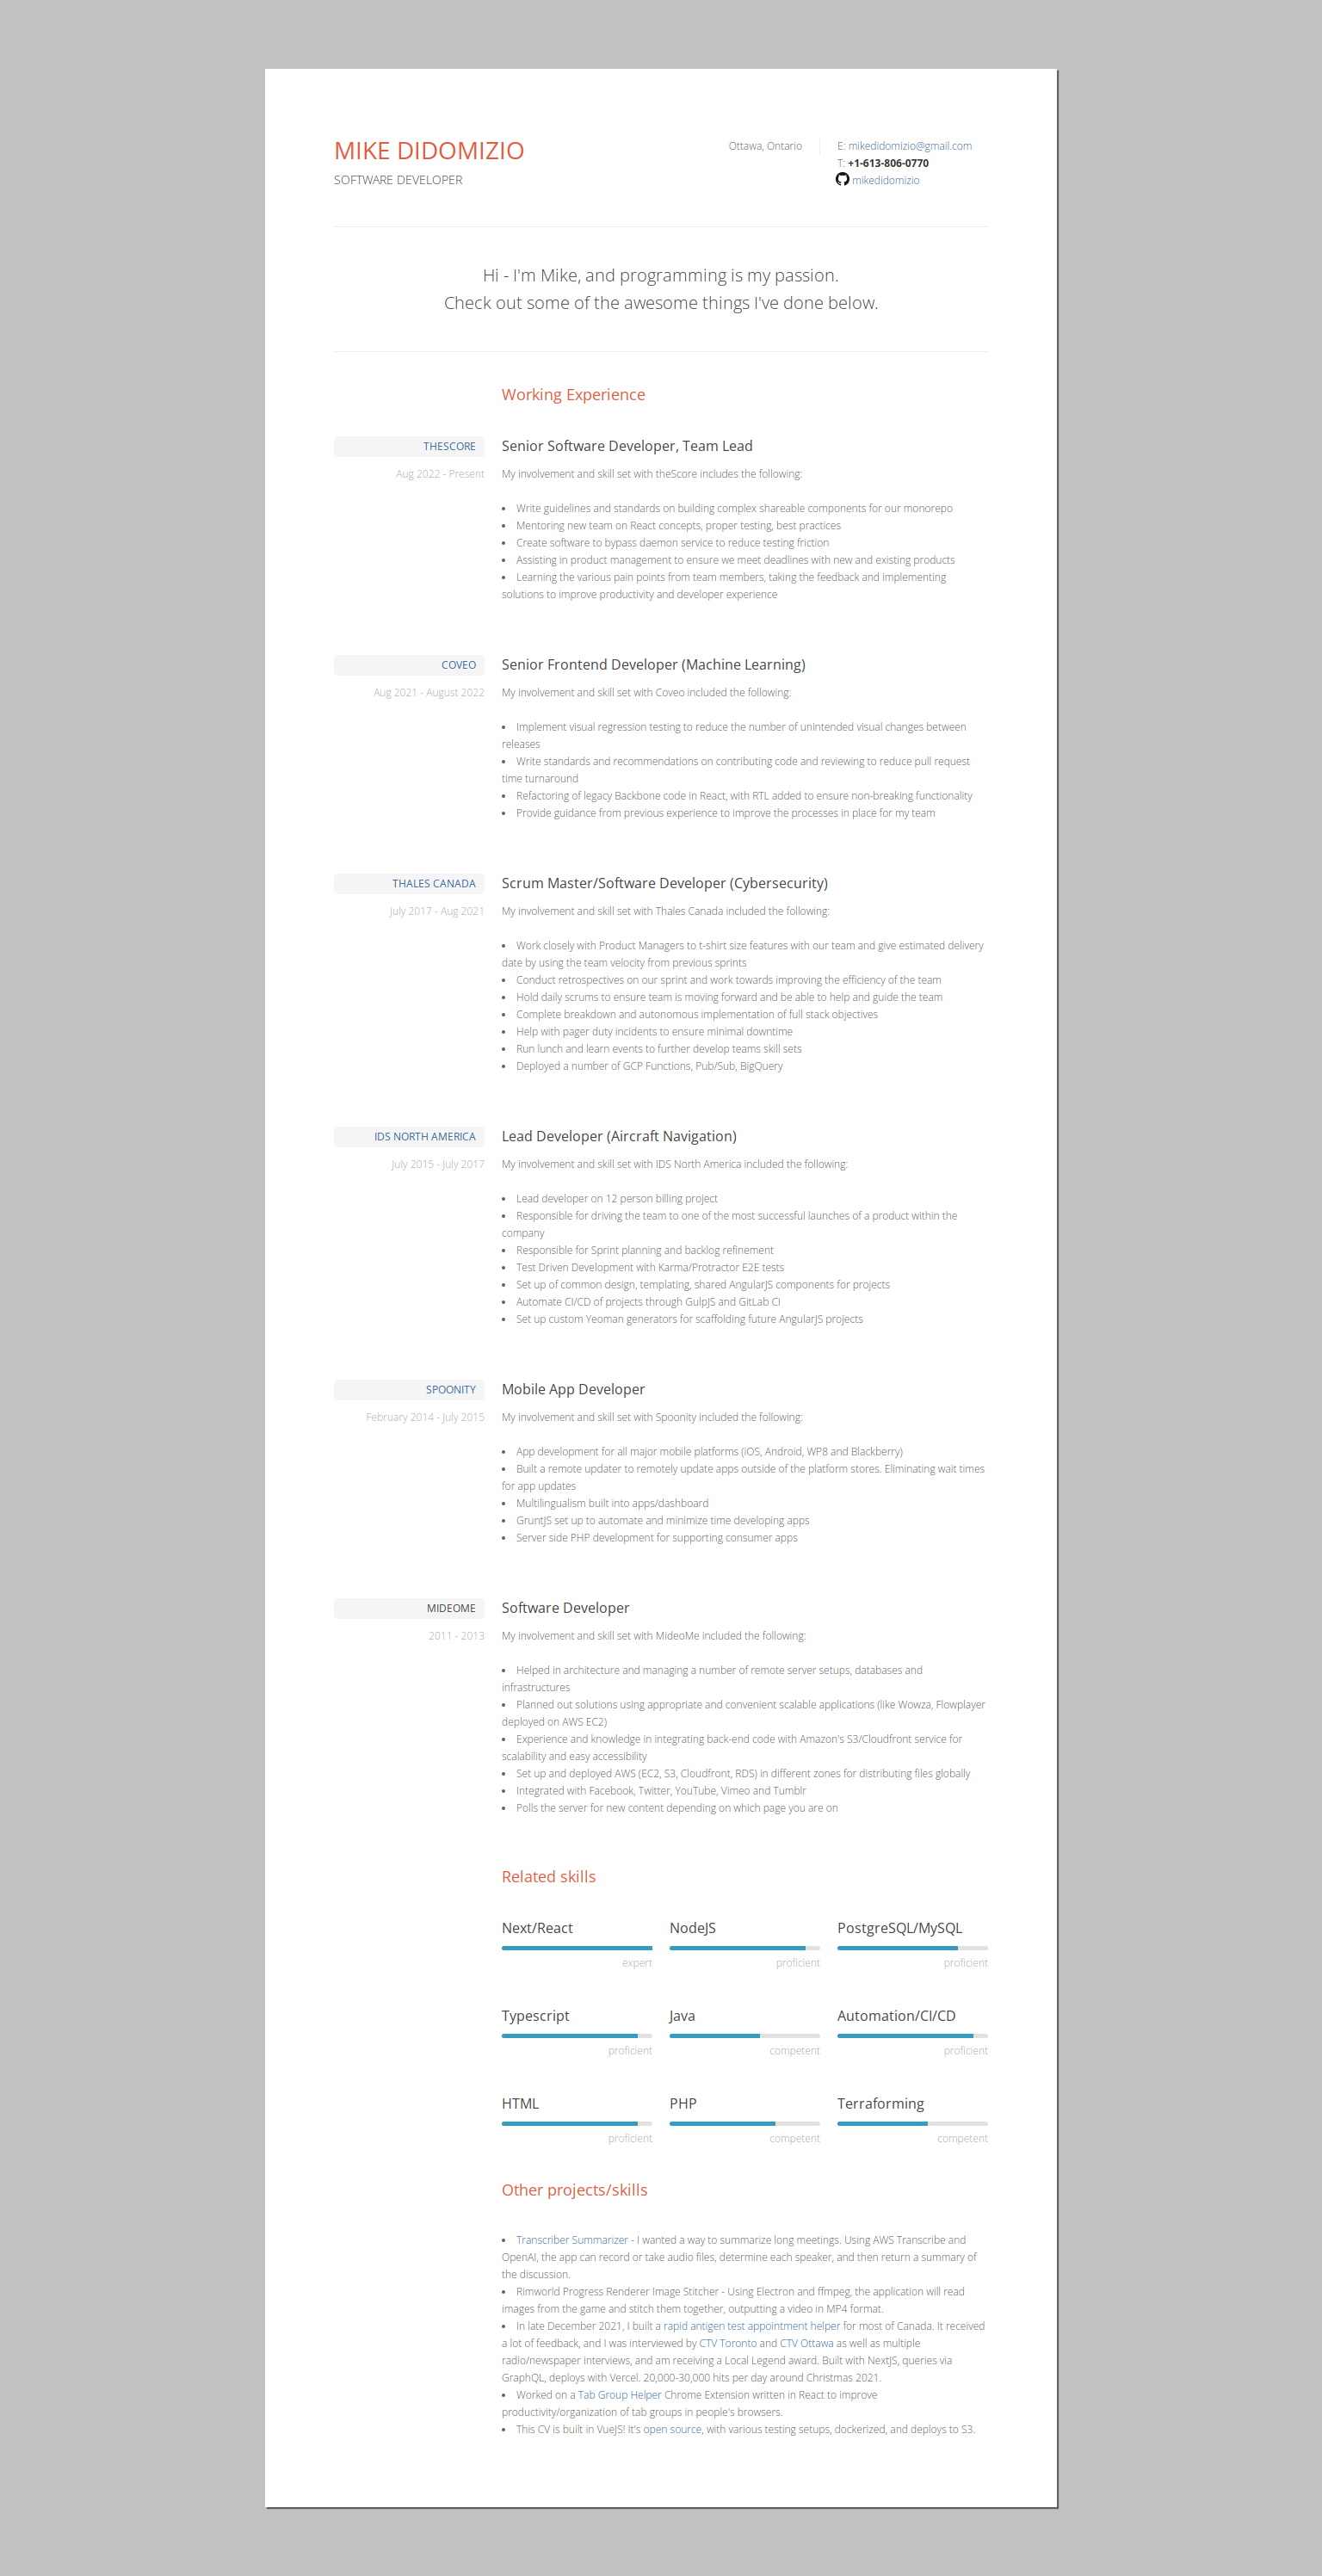 MIKE DIDOMIZIO
SOFTWARE DEVELOPER
Ottawa, Ontario
E: mikedidomizio@gmail.com
T: +1-613-806-0770
mikedidomizio
Hi - I'm Mike, and programming is my passion.
Check out some of the awesome things I've done below.
Working Experience
THESCORE
Aug 2022 - Present
Senior Software Developer, Team Lead
My involvement and skill set with theScore includes the following:
• Write guidelines and standards on building complex shareable components for our monorepo
• Mentoring new team on React concepts, proper testing, best practices
• Create software to bypass daemon service to reduce testing friction
• Assisting in product management to ensure we meet deadlines with new and existing products
• Learning the various pain points from team members, taking the feedback and implementing
solutions to improve productivity and developer experience
COVEO
Aug 2021 - August 2022
Senior Frontend Developer (Machine Learning)
My involvement and skill set with Coveo included the following:
• Implement visual regression testing to reduce the number of unintended visual changes between
releases
• Write standards and recommendations on contributing code and reviewing to reduce pull request
time turnaround
• Refactoring of legacy Backbone code in React, with RTL added to ensure non-breaking functionality
• Provide guidance from previous experience to improve the processes in place for my team
THALES CANADA
July 2017 - Aug 2021
Scrum Master/Software Developer (Cybersecurity)
My involvement and skill set with Thales Canada included the following:
• Work closely with Product Managers to t-shirt size features with our team and give estimated delivery
date by using the team velocity from previous sprints
• Conduct retrospectives on our sprint and work towards improving the efficiency of the team
• Hold daily scrums to ensure team is moving forward and be able to help and guide the team
• Complete breakdown and autonomous implementation of full stack objectives
• Help with pager duty incidents to ensure minimal downtime
• Run lunch and learn events to further develop teams skill sets
• Deployed a number of GCP Functions, Pub/Sub, BigQuery
IDS NORTH AMERICA
July 2015 - July 2017
Lead Developer (Aircraft Navigation)
My involvement and skill set with IDS North America included the following:
• Lead developer on 12 person billing project
• Responsible for driving the team to one of the most successful launches of a product within the
company
• Responsible for Sprint planning and backlog refinement
• Test Driven Development with Karma/Protractor E2E tests
• Set up of common design, templating, shared AngularJS components for projects
• Automate CI/CD of projects through GulpJS and GitLab CI
• Set up custom Yeoman generators for scaffolding future AngularJS projects
SPOONITY
February 2014 - July 2015
Mobile App Developer
My involvement and skill set with Spoonity included the following:
• App development for all major mobile platforms (iOS, Android, WP8 and Blackberry)
• Built a remote updater to remotely update apps outside of the platform stores. Eliminating wait times
for app updates
• Multilingualism built into apps/dashboard
• GruntJS set up to automate and minimize time developing apps
• Server side PHP development for supporting consumer apps
MIDEOME
2011 - 2013
Software Developer
My involvement and skill set with MideoMe included the following:
• Helped in architecture and managing a number of remote server setups, databases and
infrastructures
• Planned out solutions using appropriate and convenient scalable applications (like Wowza, Flowplayer
deployed on AWS EC2)
• Experience and knowledge in integrating back-end code with Amazon's S3/Cloudfront service for
scalability and easy accessibility
• Set up and deployed AWS (EC2, S3, Cloudfront, RDS) in different zones for distributing files globally
• Integrated with Facebook, Twitter, YouTube, Vimeo and Tumblr
• Polls the server for new content depending on which page you are on
Related skills
Next/React
expert
NodeJS
proficient
PostgreSQL/MySQL
proficient
Typescript
proficient
Java
competent
Automation/CI/CD
proficient
HTML
proficient
PHP
competent
Terraforming
competent
Other projects/skills
• Transcriber Summarizer - I wanted a way to summarize long meetings. Using AWS Transcribe and
OpenAI, the app can record or take audio files, determine each speaker, and then return a summary of
the discussion.
• Rimworld Progress Renderer Image Stitcher - Using Electron and ffmpeg, the application will read
images from the game and stitch them together, outputting a video in MP4 format.
• In late December 2021, I built a rapid antigen test appointment helper for most of Canada. It received
a lot of feedback, and I was interviewed by CTV Toronto and CTV Ottawa as well as multiple
radio/newspaper interviews, and am receiving a Local Legend award. Built with NextJS, queries via
GraphQL, deploys with Vercel. 20,000-30,000 hits per day around Christmas 2021.
• Worked on a Tab Group Helper Chrome Extension written in React to improve
productivity/organization of tab groups in people's browsers.
• This CV is built in VueJS! It's open source, with various testing setups, dockerized, and deploys to S3.